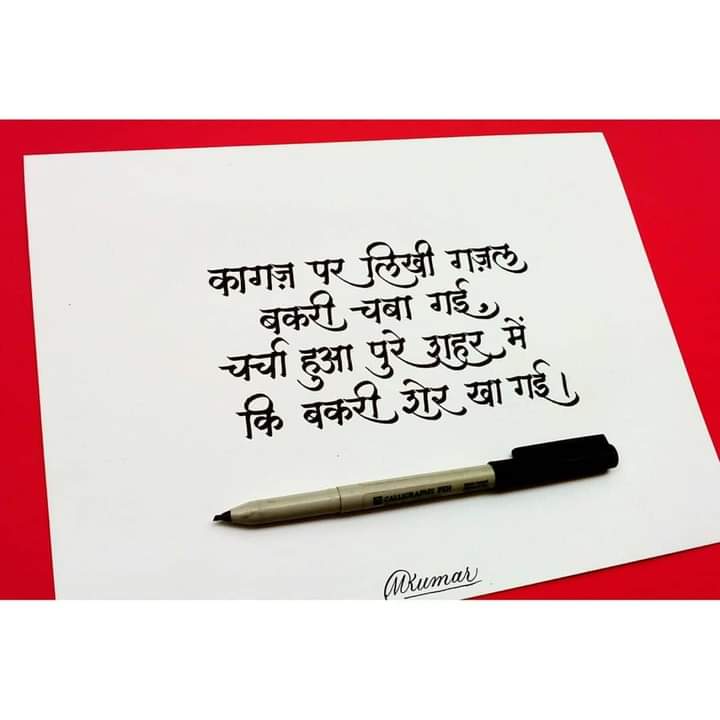 कागज़ पर लिखी गज़ल
बकरी चबा गई,
चर्चा हुआ पुरे शहर में
कि बकरी शेर खा गई।
CALLIGRAPHY PEN
MKumar